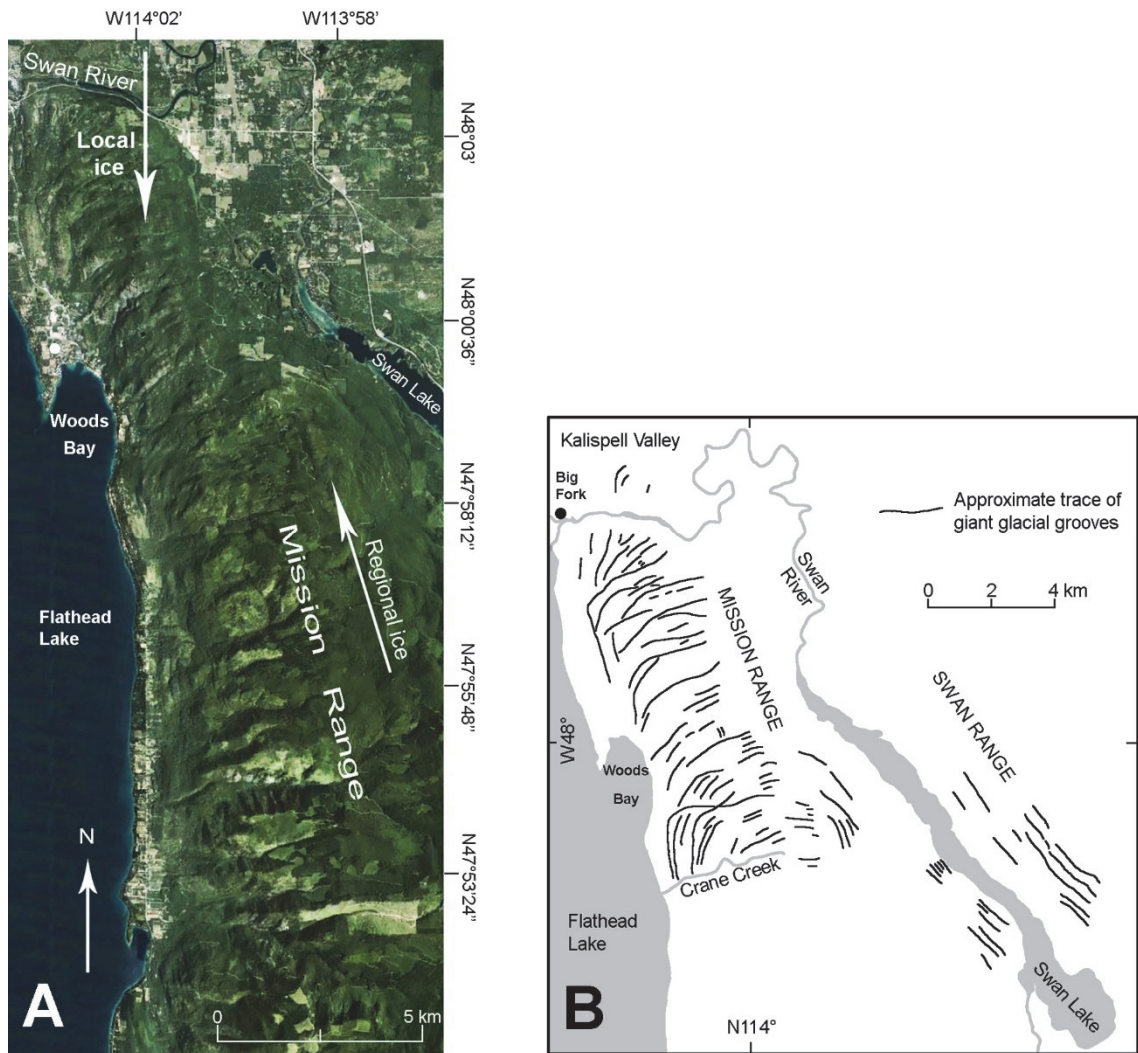 W114°02'
W113°58'
Swan River
Local
ice
N48°03'
N48°00'36"
Swan Lake
Woods
Bay
N47°58'12"
Mission Range
Regional ice
Flathead
Lake
N47°55'48"
N
N47°53'24"
A
0
5 km
Kalispell Valley
Big
Fork
Approximate trace of
giant glacial grooves
0 2 4 km
Swan
River
MISSION RANGE
SWAN RANGE
W48°
Woods
Bay
Crane Creek
Flathead
Lake
B
N114°
Swan Lake